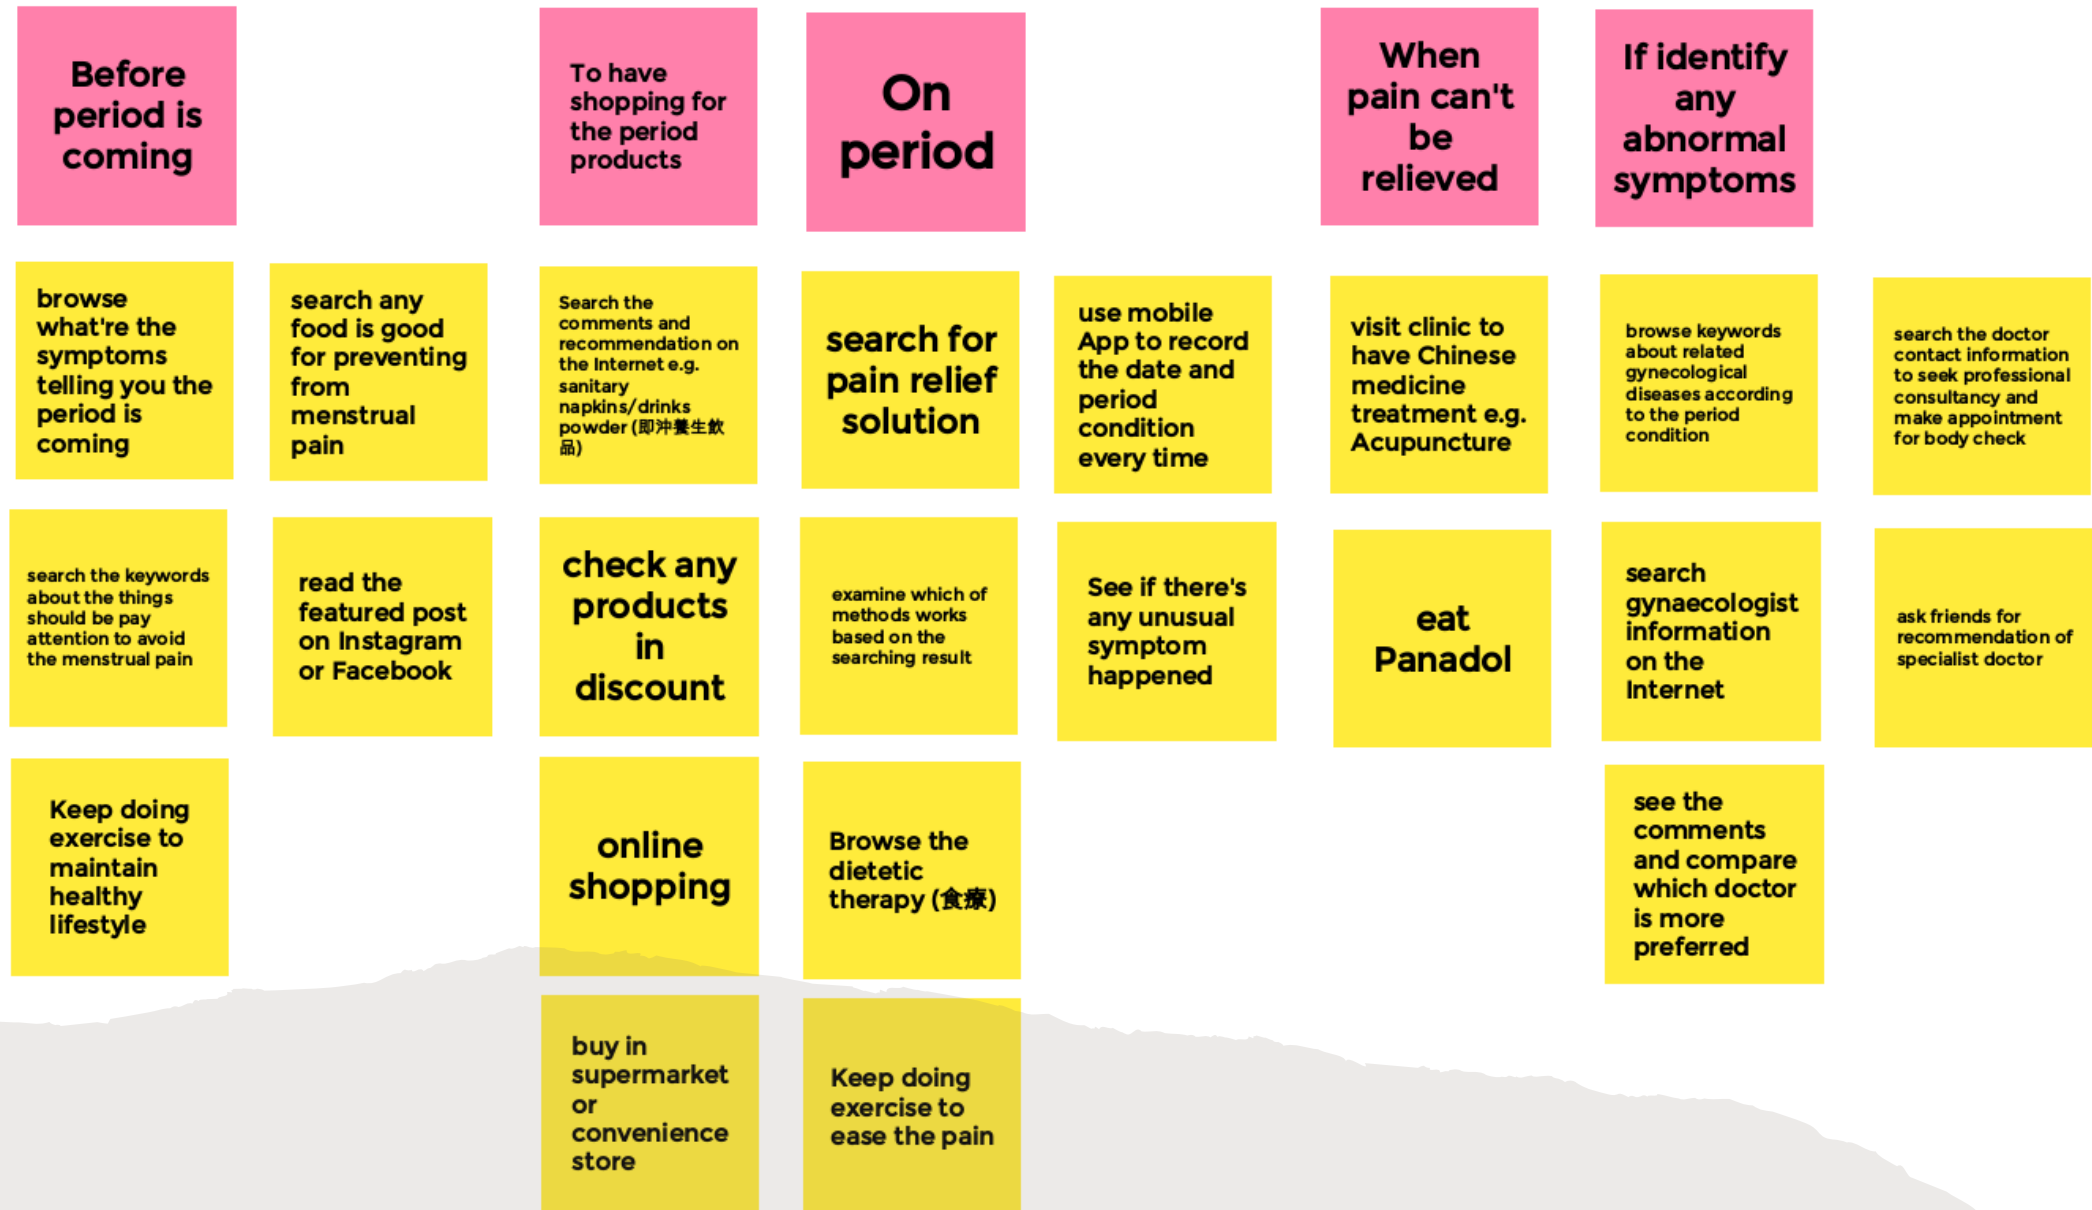 Before
period is
coming
To have
shopping for
the period
products
On
period
When
pain can't
be
relieved
If identify
any
abnormal
symptoms
browse
what're the
symptoms
telling you the
period is
coming
search any
food is good
for preventing
from
menstrual
pain
Search the
comments and
recommendation on
the Internet e.g.
sanitary
napkins/drinks
powder (即沖養生飲
品)
search for
pain relief
solution
use mobile
App to record
the date and
period
condition
every time
visit clinic to
have Chinese
medicine
treatment e.g.
Acupuncture
browse keywords
about related
gynecological
diseases according
to the period
condition
search the doctor
contact information
to seek professional
consultancy and
make appointment
for body check
search the keywords
about the things
should be pay
attention to avoid
the menstrual pain
read the
featured post
on Instagram
or Facebook
check any
products
in
discount
examine which of
methods works
based on the
searching result
See if there's
any unusual
symptom
happened
eat
Panadol
search
gynaecologist
information
on the
Internet
ask friends for
recommendation of
specialist doctor
Keep doing
exercise to
maintain
healthy
lifestyle
online
shopping
Browse the
dietetic
therapy (食療)
see the
comments
and compare
which doctor
is more
preferred
buy in
supermarket
or
convenience
store
Keep doing
exercise to
ease the pain